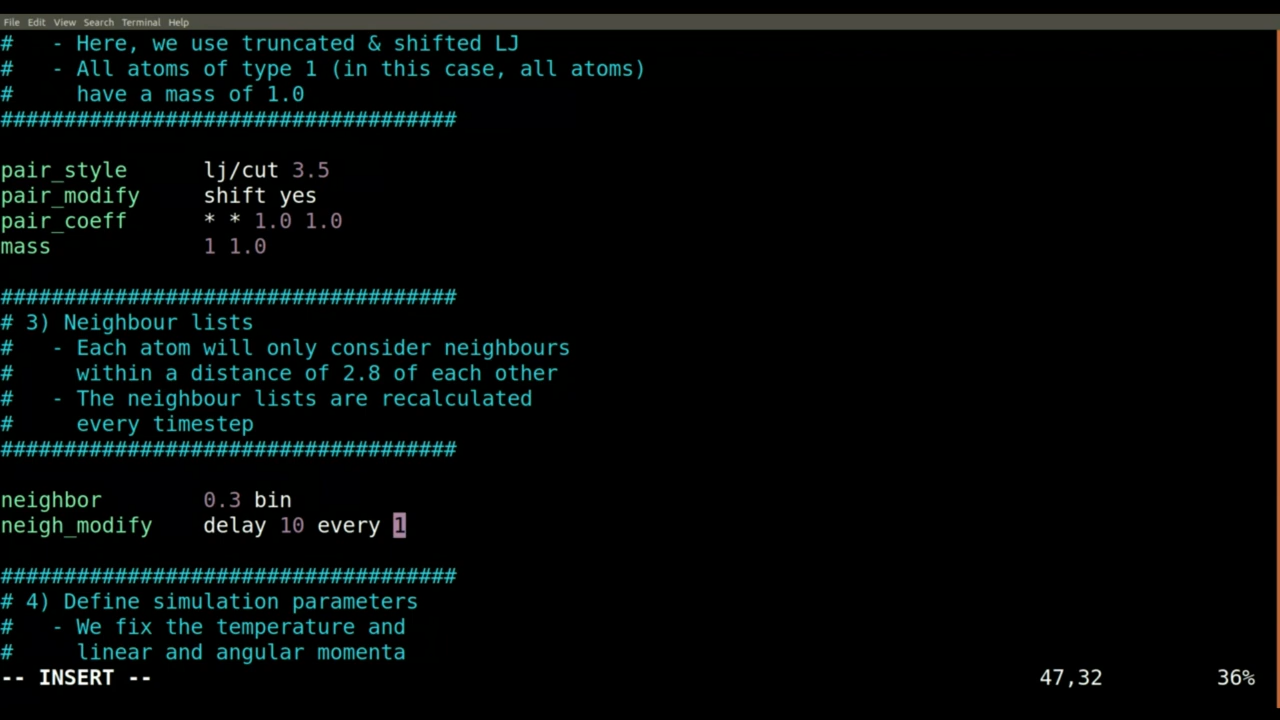 File Edit View Search Terminal Help
#   - Here, we use truncated & shifted LJ
#   - All atoms of type 1 (in this case, all atoms)
#     have a mass of 1.0
####################################
pair_style      lj/cut 3.5
pair_modify     shift yes
pair_coeff      * * 1.0 1.0
mass            1 1.0
####################################
# 3) Neighbour lists
#   - Each atom will only consider neighbours
#     within a distance of 2.8 of each other
#   - The neighbour lists are recalculated
#     every timestep
####################################
neighbor        0.3 bin
neigh_modify    delay 10 every 1
####################################
# 4) Define simulation parameters
#   - We fix the temperature and
#     linear and angular momenta
-- INSERT --                    47,32         36%